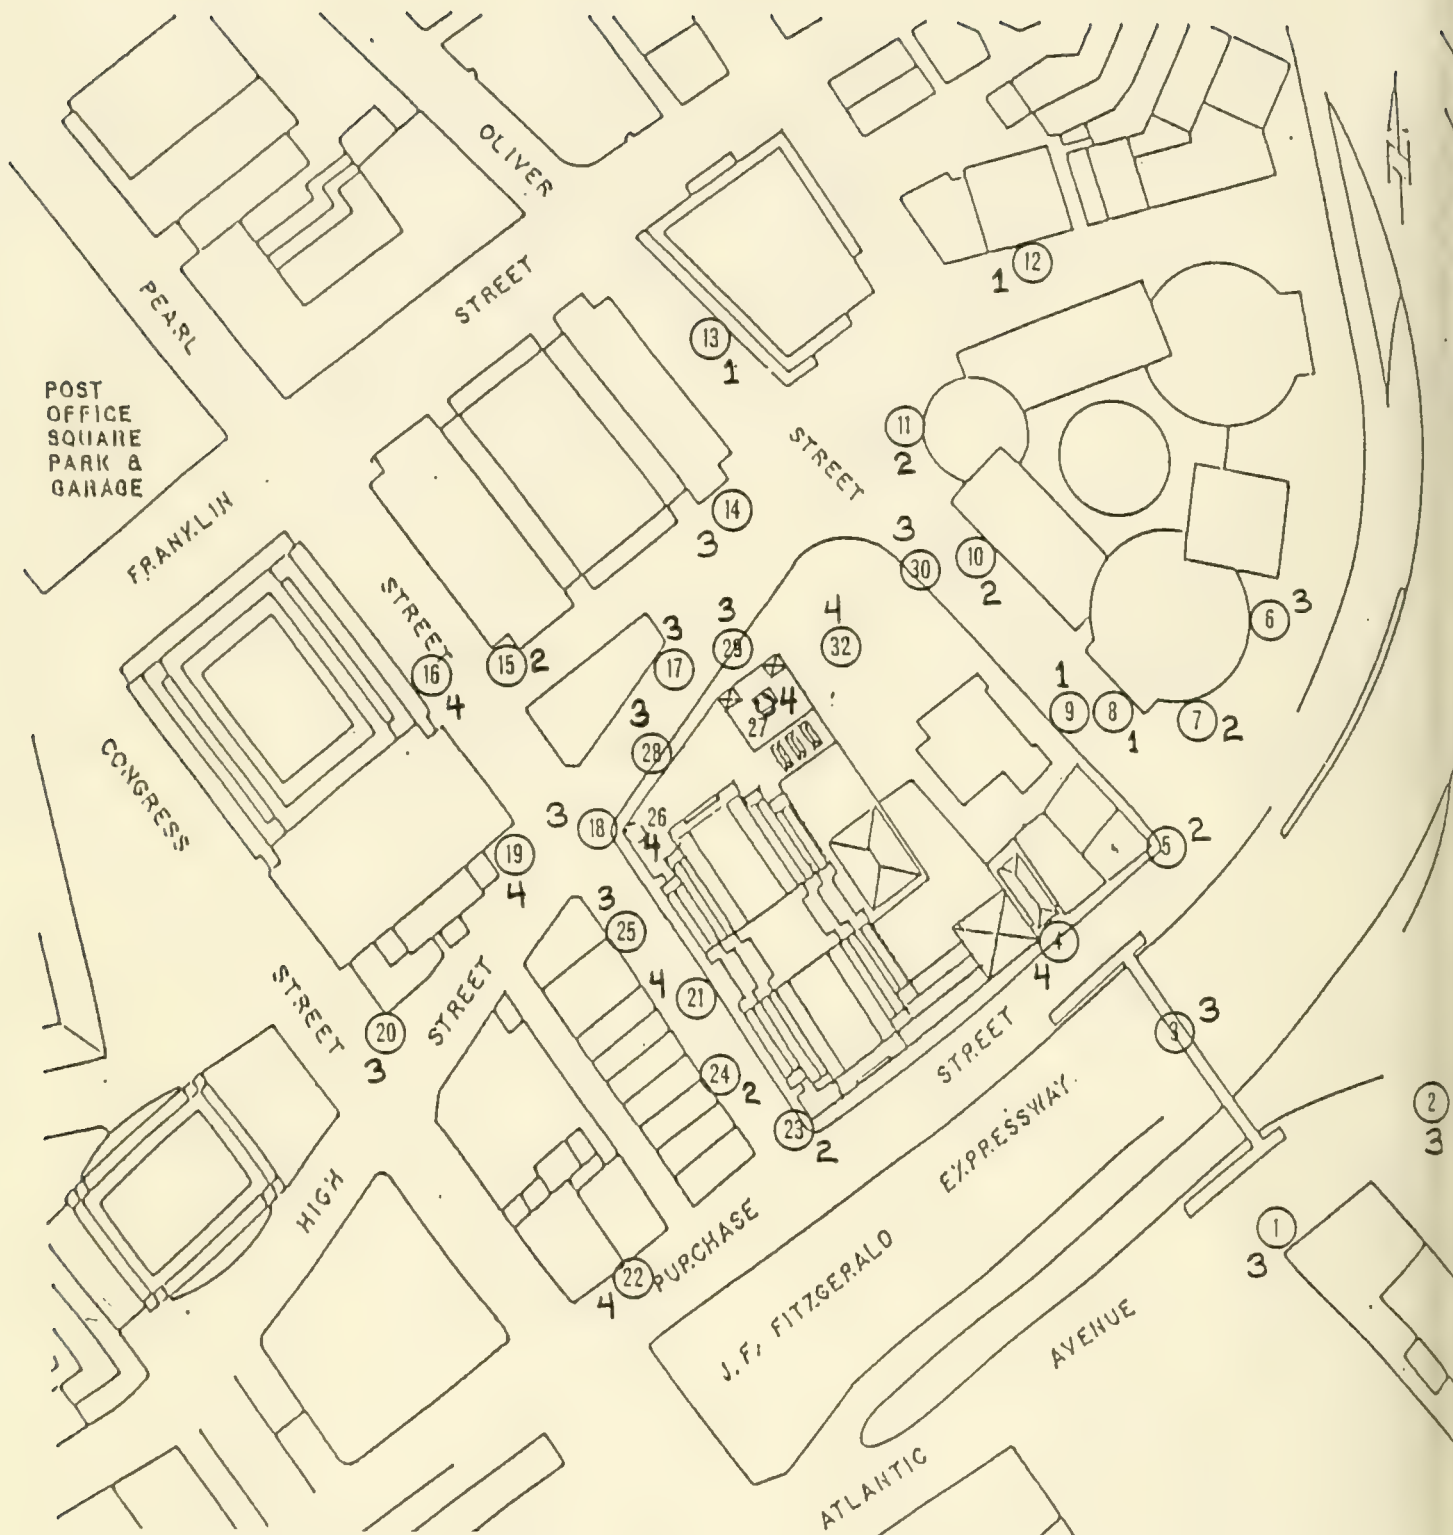 OLIVER
STREET
PEARL
POST
OFFICE
SQUARE
PARK &
GARAGE
FRANKLIN
STREET
STREET
CONGRESS
STREET
STREET
HIGH
PURCHASE
STREET
J. F. FITZGERALD
EXPRESSWAY
ATLANTIC
AVENUE
N
12
1
13
1
11
2
14
3
30
3
10
2
6
3
29
3
32
4
17
3
15
2
16
4
27
4
28
3
9
1
8
1
7
2
18
3
26
4
19
4
5
2
25
3
4
4
21
4
3
3
20
3
24
2
23
2
2
3
1
3
22
4